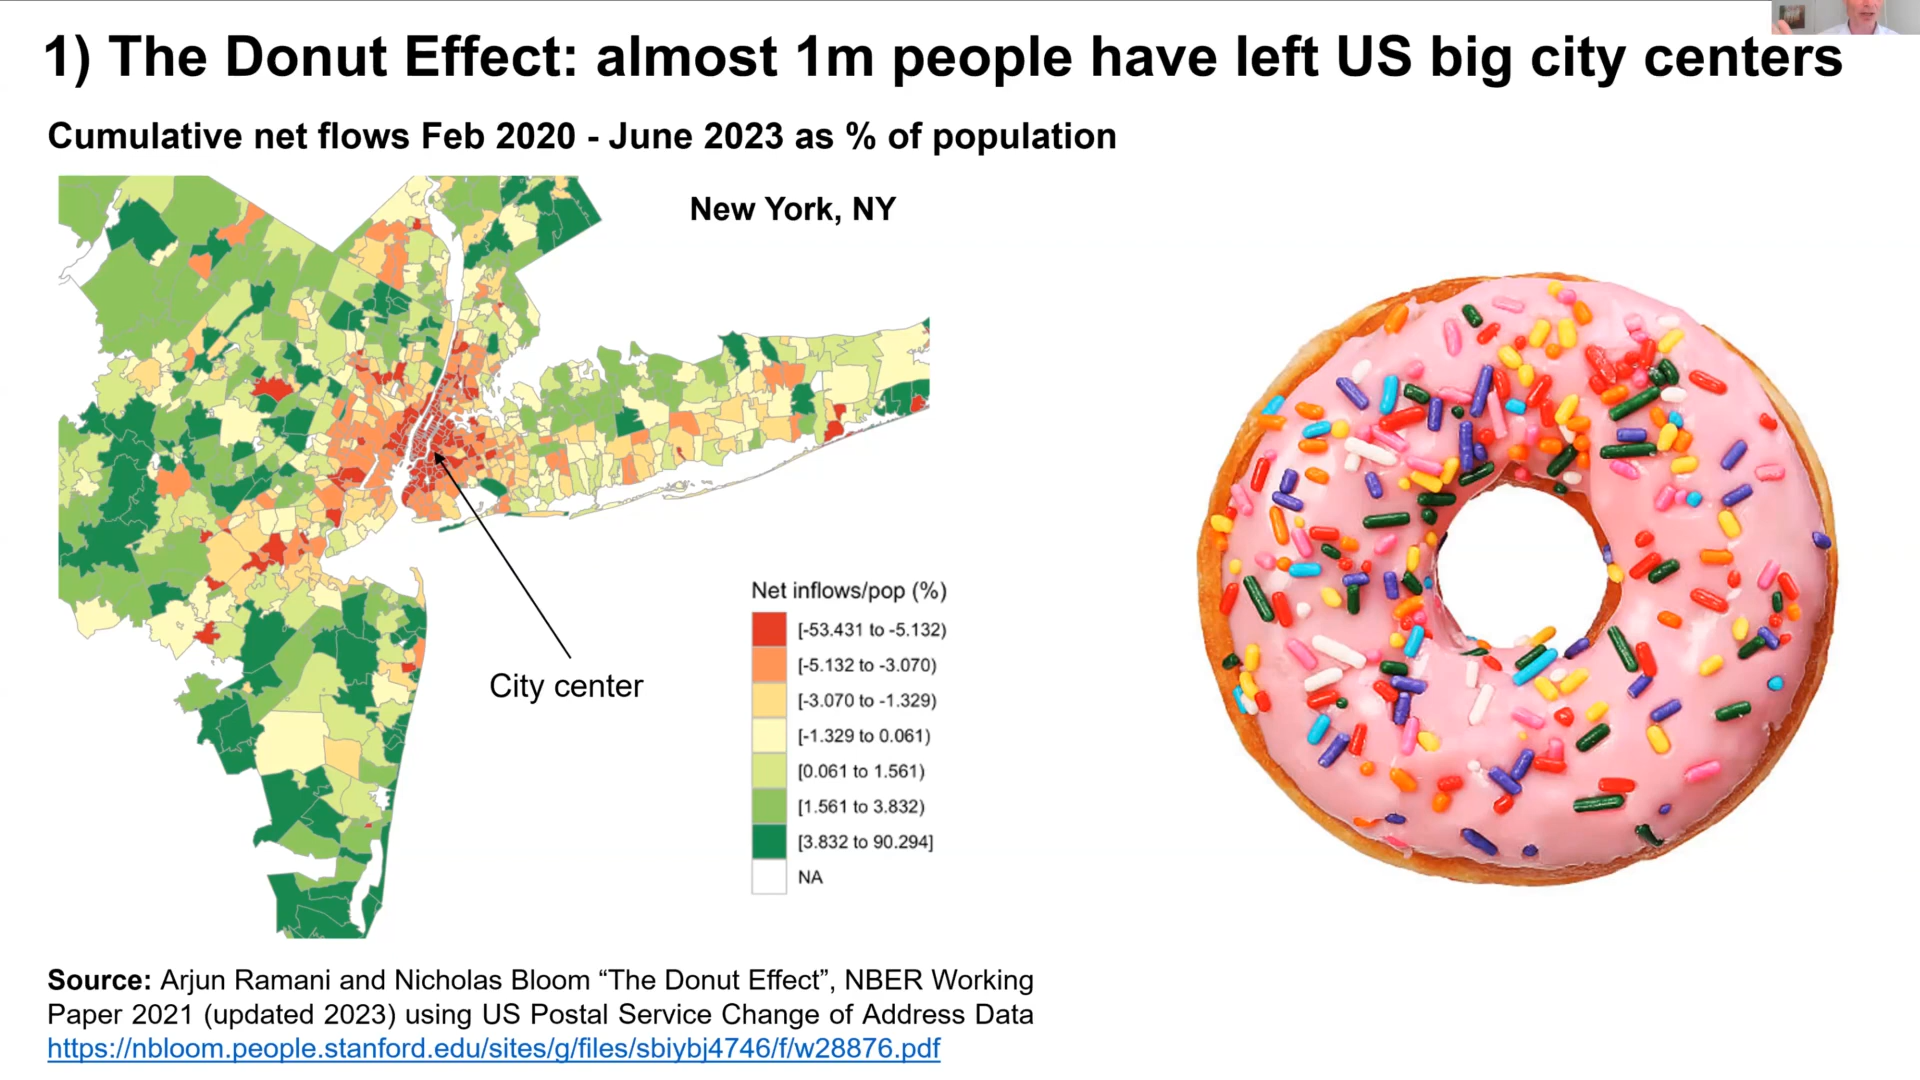 1) The Donut Effect: almost 1m people have left US big city centers
Cumulative net flows Feb 2020 - June 2023 as % of population
New York, NY
City center
Net inflows/pop (%)
[-53.431 to -5.132)
[-5.132 to -3.070)
[-3.070 to -1.329)
[-1.329 to 0.061)
[0.061 to 1.561)
[1.561 to 3.832)
[3.832 to 90.294]
NA
Source: Arjun Ramani and Nicholas Bloom “The Donut Effect”, NBER Working
Paper 2021 (updated 2023) using US Postal Service Change of Address Data
https://nbloom.people.stanford.edu/sites/g/files/sbiybj4746/f/w28876.pdf